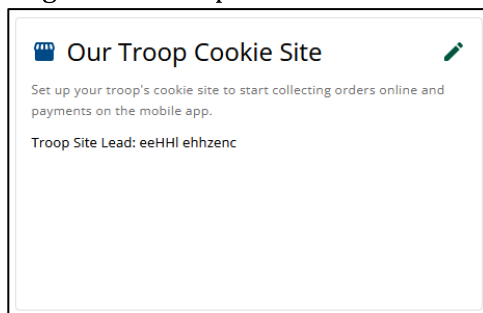 Our Troop Cookie Site
Set up your troop's cookie site to start collecting orders online and
payments on the mobile app.
Troop Site Lead: eeHHl ehhzenc